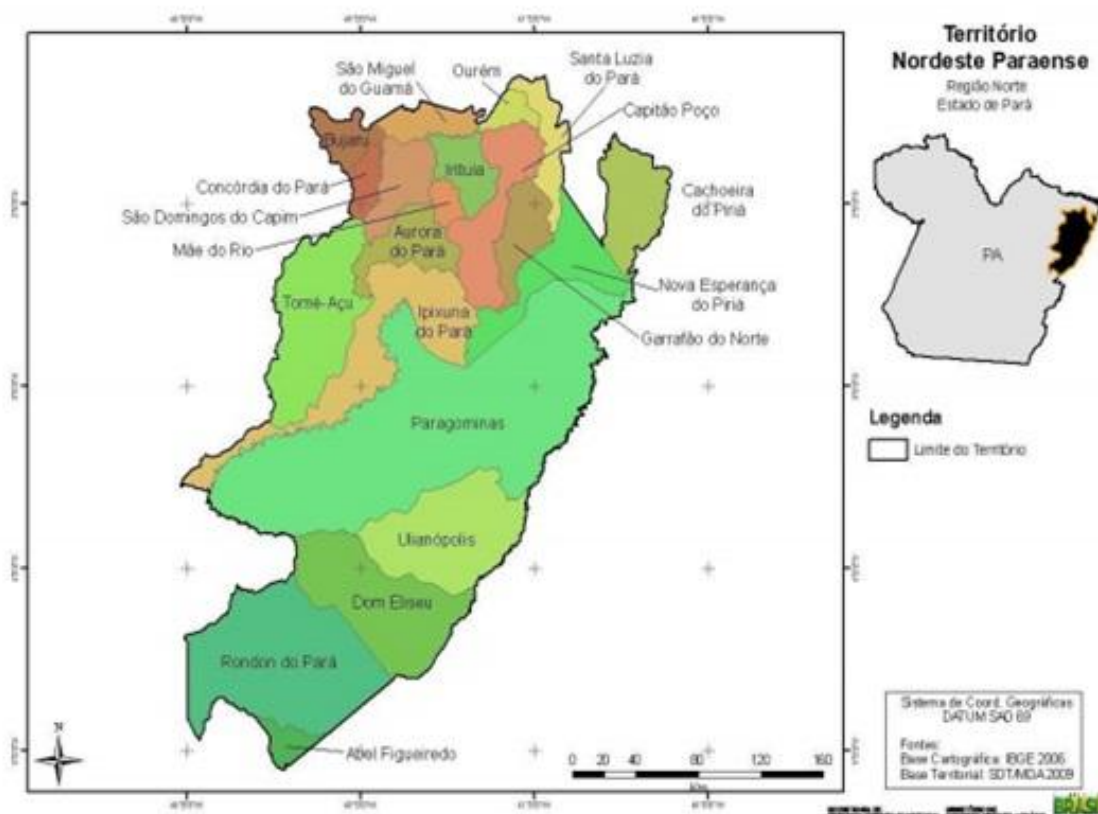 Território
Nordeste Paraense
Região Norte
Estado de Pará
PA
Legenda
Limite do Território
São Miguel
do Guamá
Ourém
Santa Luzia
do Pará
Capitão Poço
Bujaru
Irituia
Concórdia do Pará
São Domingos do Capim
Mãe do Rio
Aurora
do Pará
Cachoeira
do Piriá
Nova Esperança
do Piriá
Garrafão do Norte
Tomé-Açu
Ipixuna
do Pará
Paragominas
Ulianópolis
Dom Eliseu
Rondon do Pará
Abel Figueiredo
N
0 20 40 80 120 160
Km
Sistema de Coord. Geográficas
DATUM SAD 69
Fontes:
Base Cartográfica: IBGE 2006
Base Territorial: SDT/MDA 2009
BRASIL